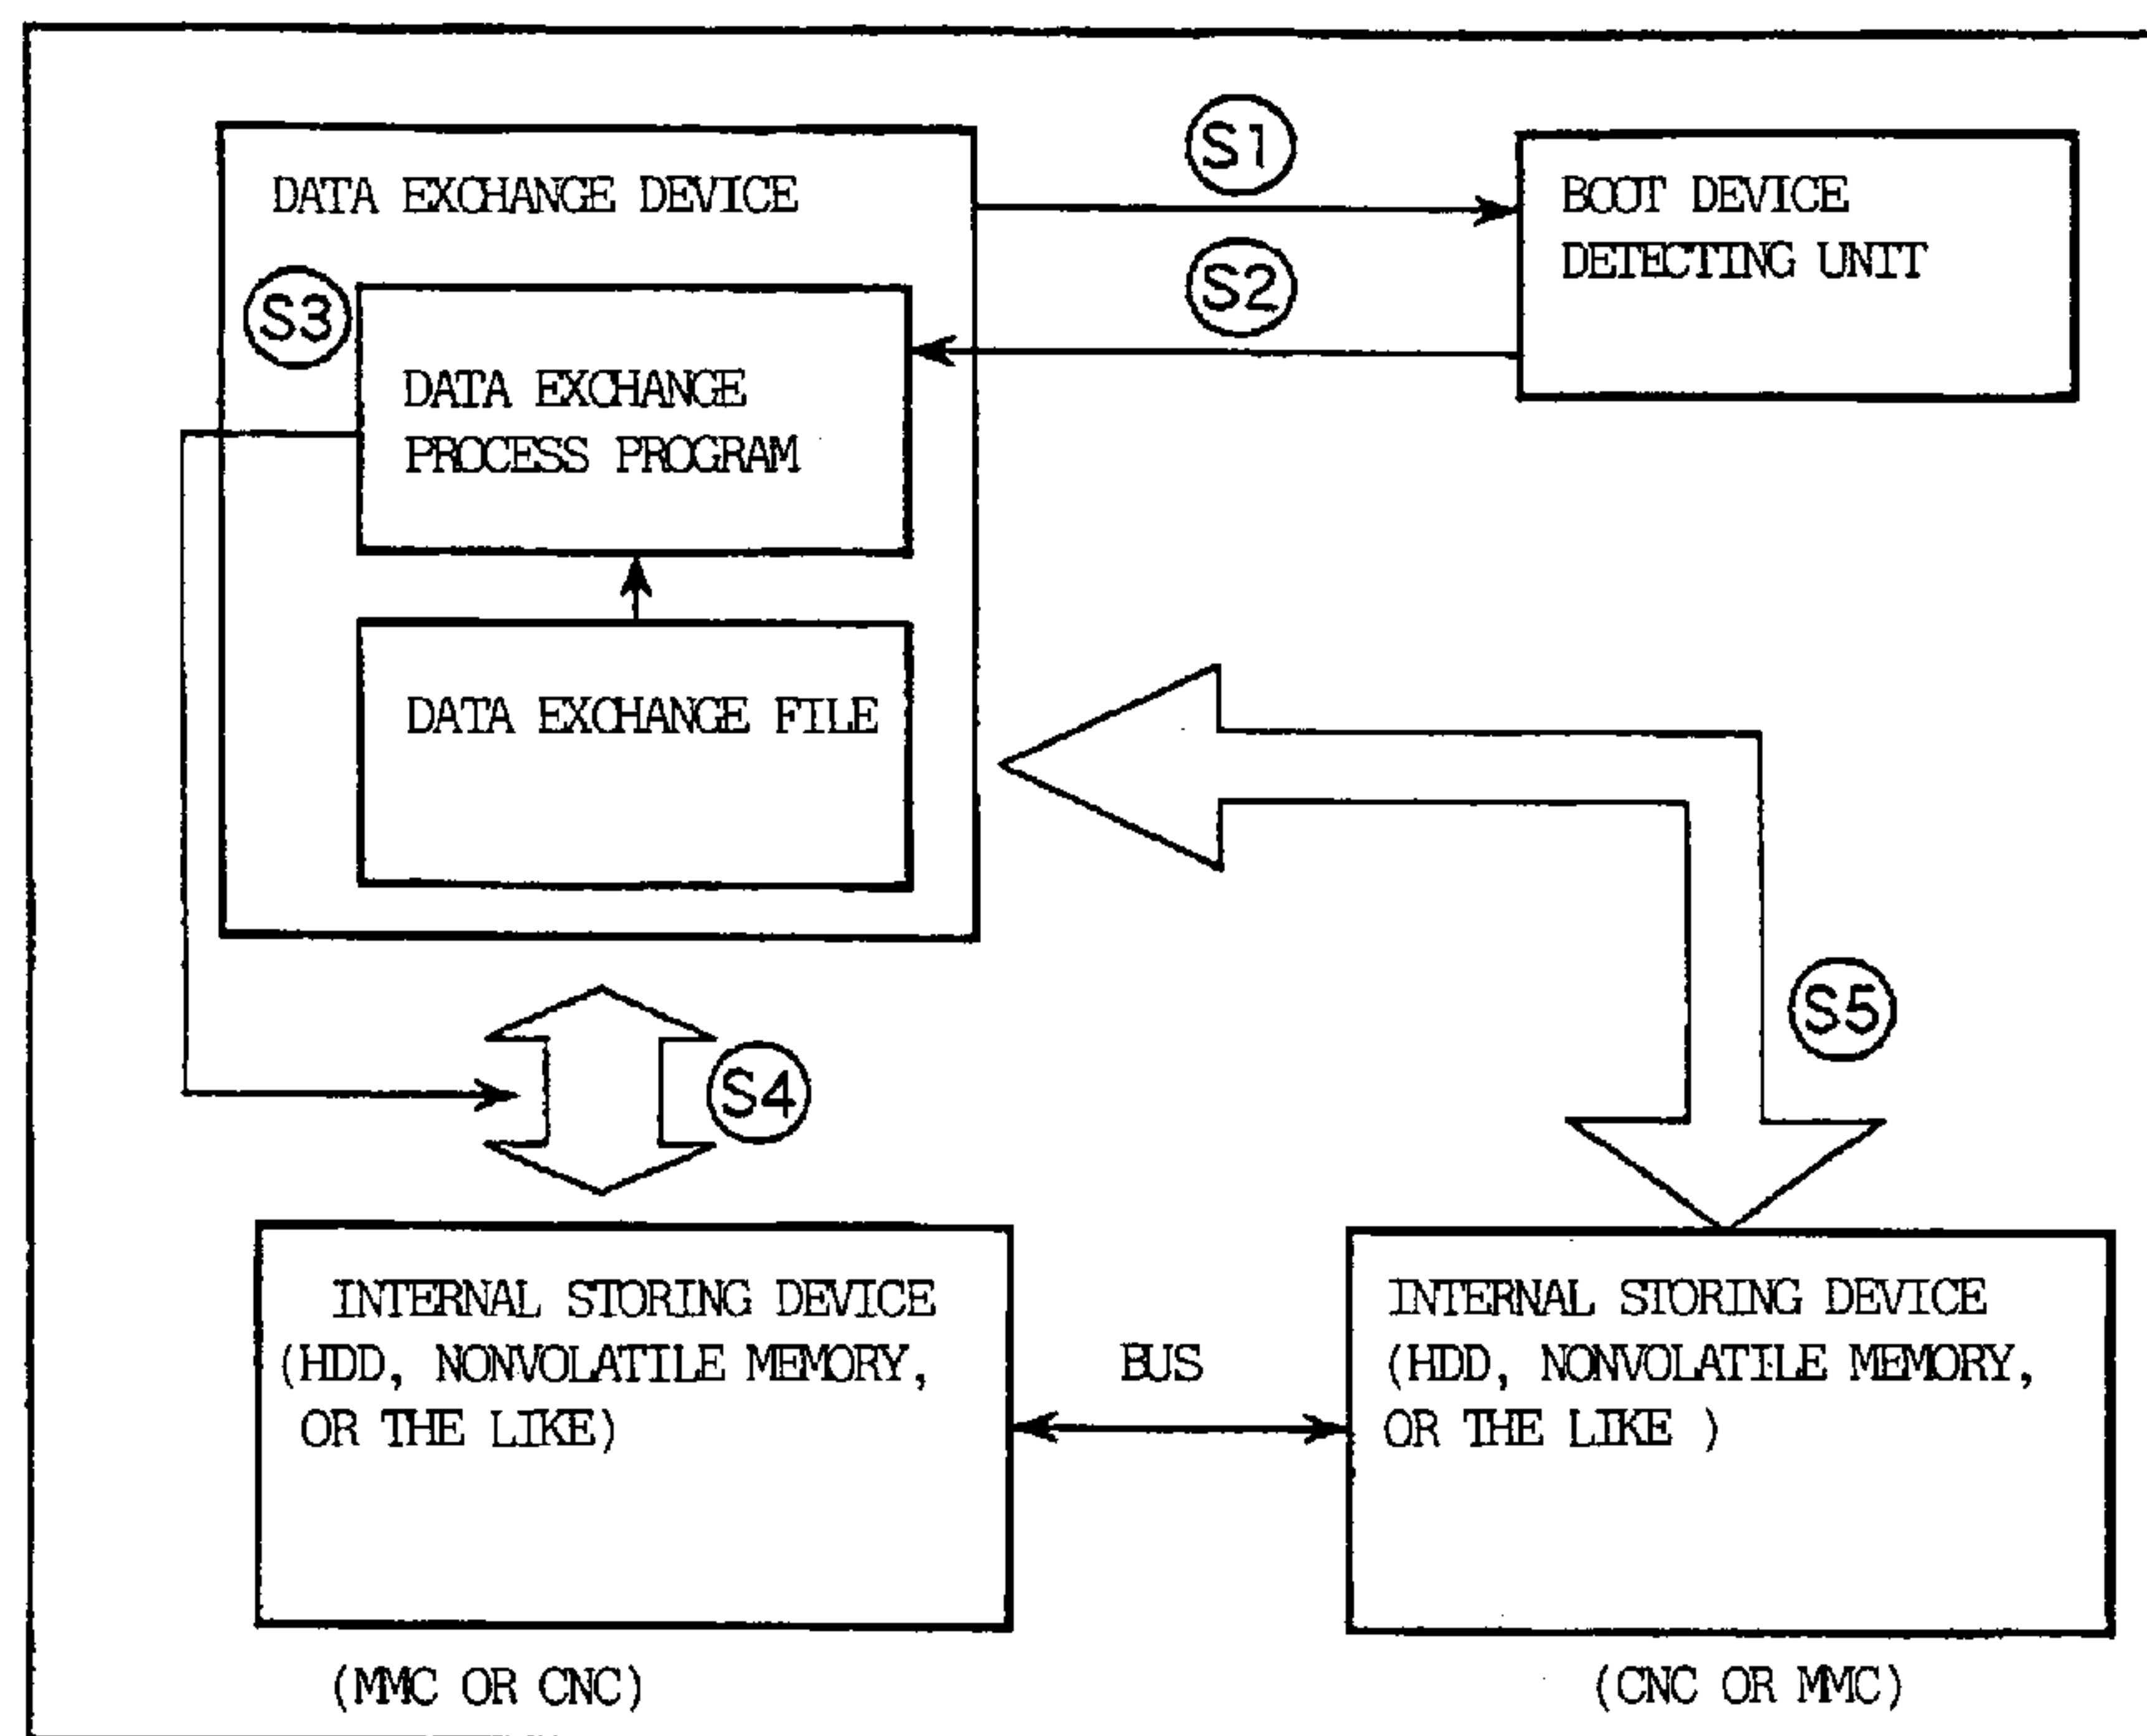 DATA EXCHANGE DEVICE
S1
BOOT DEVICE
DETECTING UNIT
S2
S3
DATA EXCHANGE
PROCESS PROGRAM
DATA EXCHANGE FILE
S5
S4
INTERNAL STORING DEVICE
(HDD, NONVOLATILE MEMORY,
OR THE LIKE)
BUS
INTERNAL STORING DEVICE
(HDD, NONVOLATILE MEMORY,
OR THE LIKE )
(MMC OR CNC)
(CNC OR MMC)